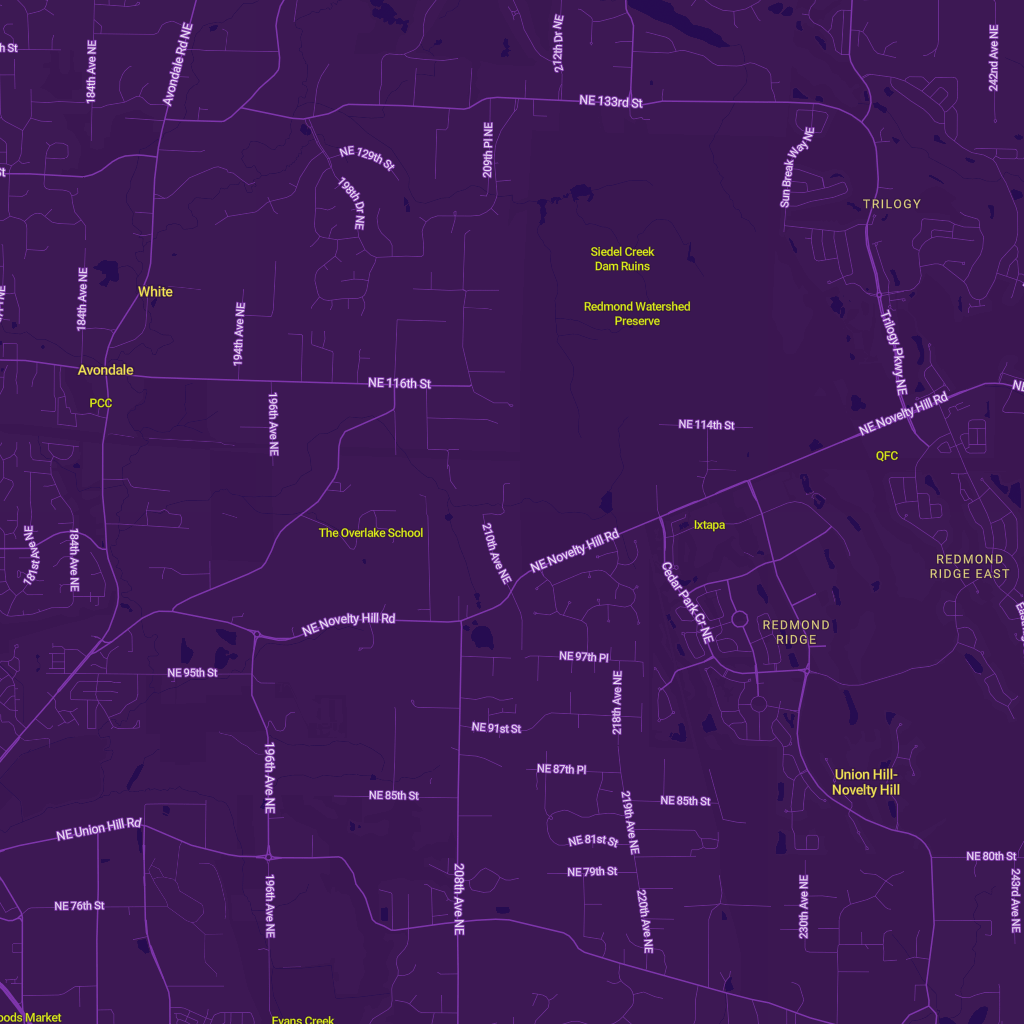 212th Dr NE
Avondale Rd NE
184th Ave NE
242nd Ave NE
h St
NE 133rd St
209th Pl NE
NE 129th St
Sun Break Way NE
198th Dr NE
TRILOGY
Siedel Creek
Dam Ruins
White
184th Ave NE
194th Ave NE
Redmond Watershed
Preserve
Trilogy Pkwy NE
Avondale
NE 116th St
PCC
196th Ave NE
NE Novelty Hill Rd
NE 114th St
QFC
The Overlake School
Ixtapa
210th Ave NE
NE Novelty Hill Rd
181st Ave NE
184th Ave NE
REDMOND
RIDGE EAST
Cedar Park Cr NE
NE Novelty Hill Rd
REDMOND
RIDGE
NE 97th Pl
NE 95th St
218th Ave NE
NE 91st St
196th Ave NE
NE 87th Pl
Union Hill-
Novelty Hill
NE 85th St
NE 85th St
219th Ave NE
NE Union Hill Rd
NE 81st St
NE 80th St
NE 79th St
208th Ave NE
196th Ave NE
NE 76th St
220th Ave NE
230th Ave NE
243rd Ave NE
oods Market
Evans Creek